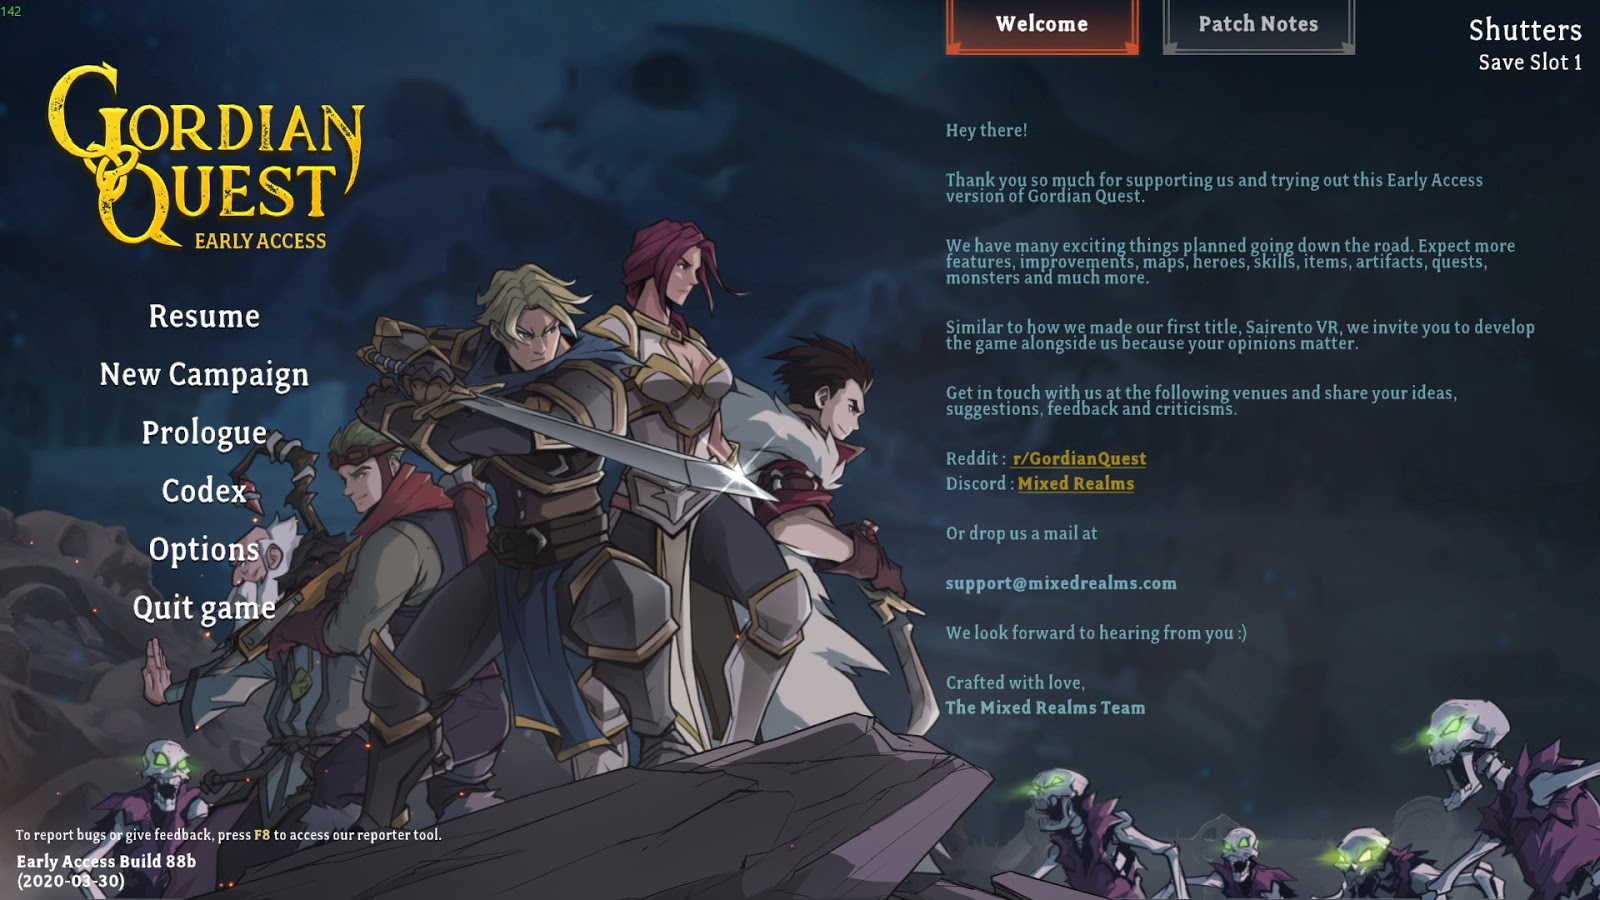 142
GORDIAN
QUEST
EARLY ACCESS
Resume
New Campaign
Prologue
Codex
Options
Quit game
To report bugs or give feedback, press F8 to access our reporter tool.
Early Access Build 88b
(2020-03-30)
Welcome
Patch Notes
Shutters
Save Slot 1
Hey there!
Thank you so much for supporting us and trying out this Early Access
version of Gordian Quest.
We have many exciting things planned going down the road. Expect more
features, improvements, maps, heroes, skills, items, artifacts, quests,
monsters and much more.
Similar to how we made our first title, Sairento VR, we invite you to develop
the game alongside us because your opinions matter.
Get in touch with us at the following venues and share your ideas,
suggestions, feedback and criticisms.
Reddit : r/GordianQuest
Discord : Mixed Realms
Or drop us a mail at
support@mixedrealms.com
We look forward to hearing from you :)
Crafted with love,
The Mixed Realms Team